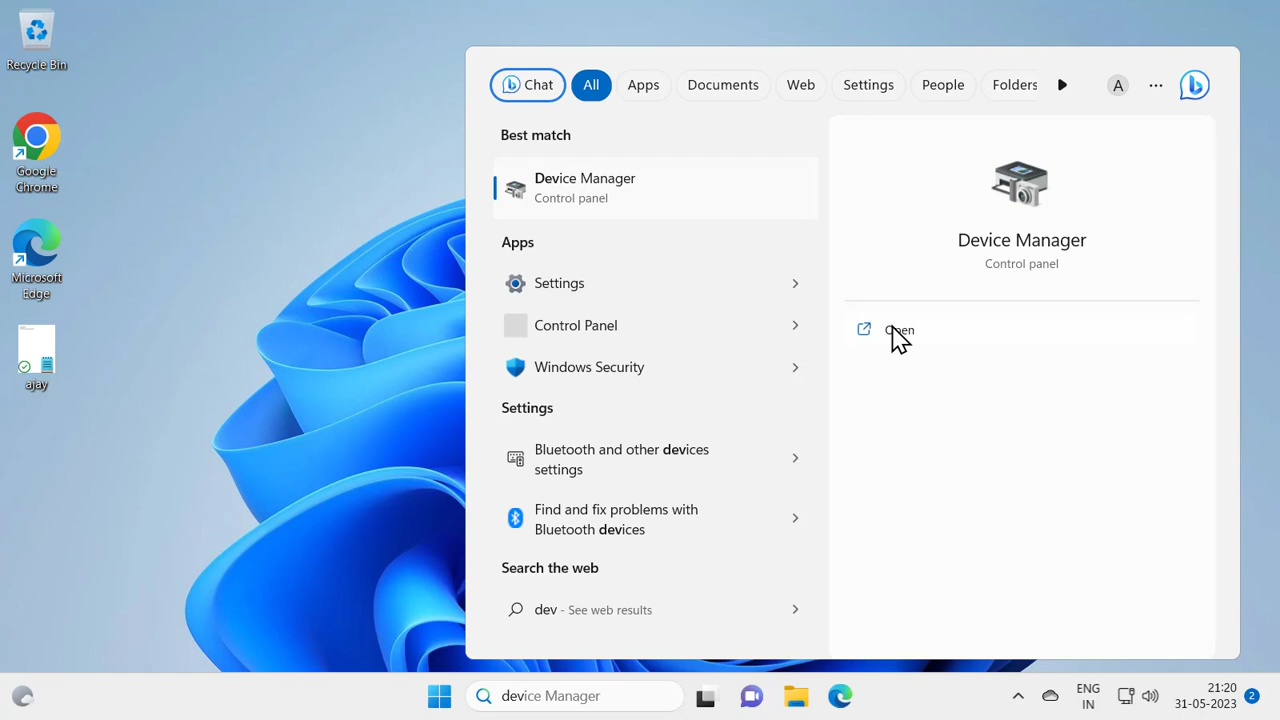 Recycle Bin
Google
Chrome
Microsoft
Edge
ajay
Chat
All
Apps
Documents
Web
Settings
People
Folders
A
Best match
Device Manager
Control panel
Apps
Settings
Control Panel
Windows Security
Settings
Bluetooth and other devices
settings
Find and fix problems with
Bluetooth devices
Search the web
dev - See web results
Device Manager
Control panel
Open
device Manager
ENG
IN
21:20
31-05-2023
2